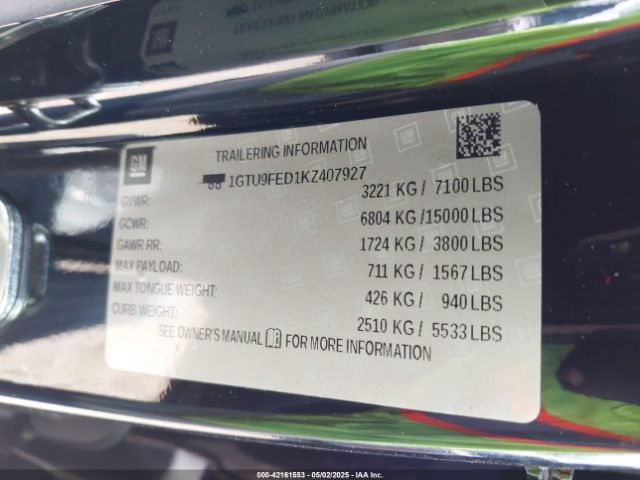 GM
TRAILERING INFORMATION
1GTU9FED1KZ407927
GVWR: 3221 KG / 7100 LBS
GCWR: 6804 KG / 15000 LBS
GAWR RR: 1724 KG / 3800 LBS
MAX PAYLOAD: 711 KG / 1567 LBS
MAX TONGUE WEIGHT: 426 KG / 940 LBS
CURB WEIGHT: 2510 KG / 5533 LBS
SEE OWNER'S MANUAL FOR MORE INFORMATION
000-42161553 — 05/02/2025 — IAA Inc.